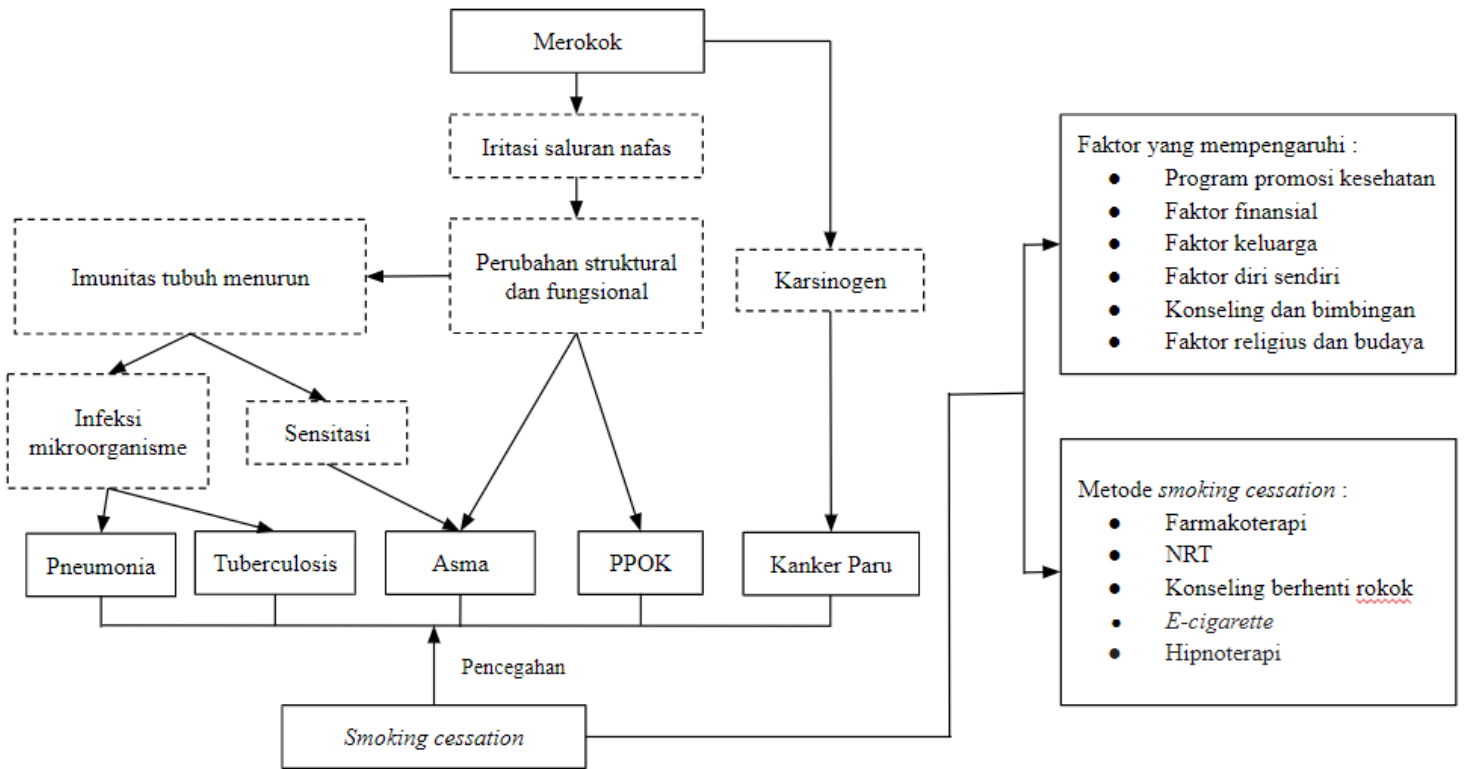 Merokok
Iritasi saluran nafas
Perubahan struktural
dan fungsional
Imunitas tubuh menurun
Karsinogen
Infeksi
mikroorganisme
Sensitasi
Pneumonia
Tuberculosis
Asma
PPOK
Kanker Paru
Pencegahan
Smoking cessation
Faktor yang mempengaruhi :
● Program promosi kesehatan
● Faktor finansial
● Faktor keluarga
● Faktor diri sendiri
● Konseling dan bimbingan
● Faktor religius dan budaya
Metode smoking cessation :
● Farmakoterapi
● NRT
● Konseling berhenti rokok
● E-cigarette
● Hipnoterapi